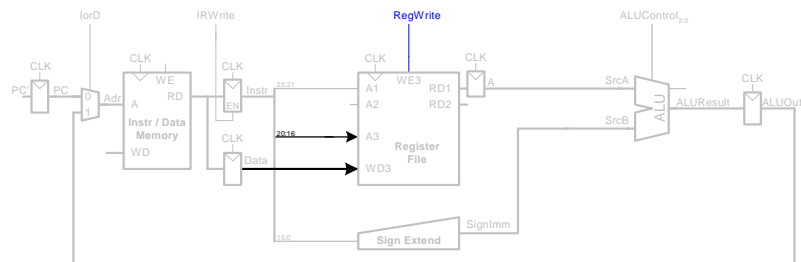 IorD
IRWrite
RegWrite
ALUControl2:0
CLK
CLK
CLK
CLK
CLK
PC'
PC
0
1
Adr
A
WE
RD
Instr / Data
Memory
WD
EN
Instr
CLK
Data
25:21
A1
A2
20:16
A3
WD3
WE3
RD1
RD2
Register
File
A
SrcA
SrcB
ALU
ALUResult
CLK
ALUOut
15:0
Sign Extend
SignImm